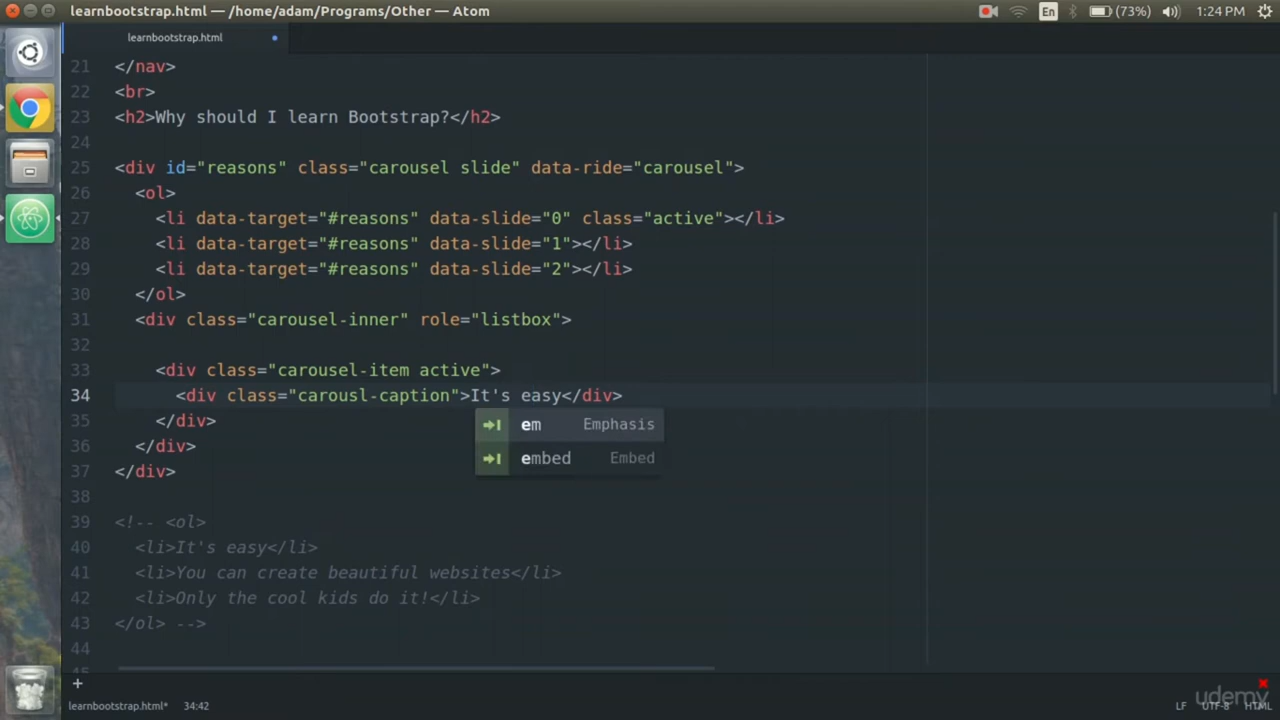 learnbootstrap.html — /home/adam/Programs/Other — Atom
En (73%) 1:24 PM
learnbootstrap.html
21 </nav>
22 <br>
23 <h2>Why should I learn Bootstrap?</h2>
24
25 <div id="reasons" class="carousel slide" data-ride="carousel">
26 <ol>
27 <li data-target="#reasons" data-slide="0" class="active"></li>
28 <li data-target="#reasons" data-slide="1"></li>
29 <li data-target="#reasons" data-slide="2"></li>
30 </ol>
31 <div class="carousel-inner" role="listbox">
32
33 <div class="carousel-item active">
34 <div class="carousl-caption">It's easy</div>
em Emphasis
35 </div>
36 </div>
embed Embed
37 </div>
38
39 <!-- <ol>
40 <li>It's easy</li>
41 <li>You can create beautiful websites</li>
42 <li>Only the cool kids do it!</li>
43 </ol> -->
44
45
+
udemy
learnbootstrap.html* 34:42 LF UTF-8 HTML